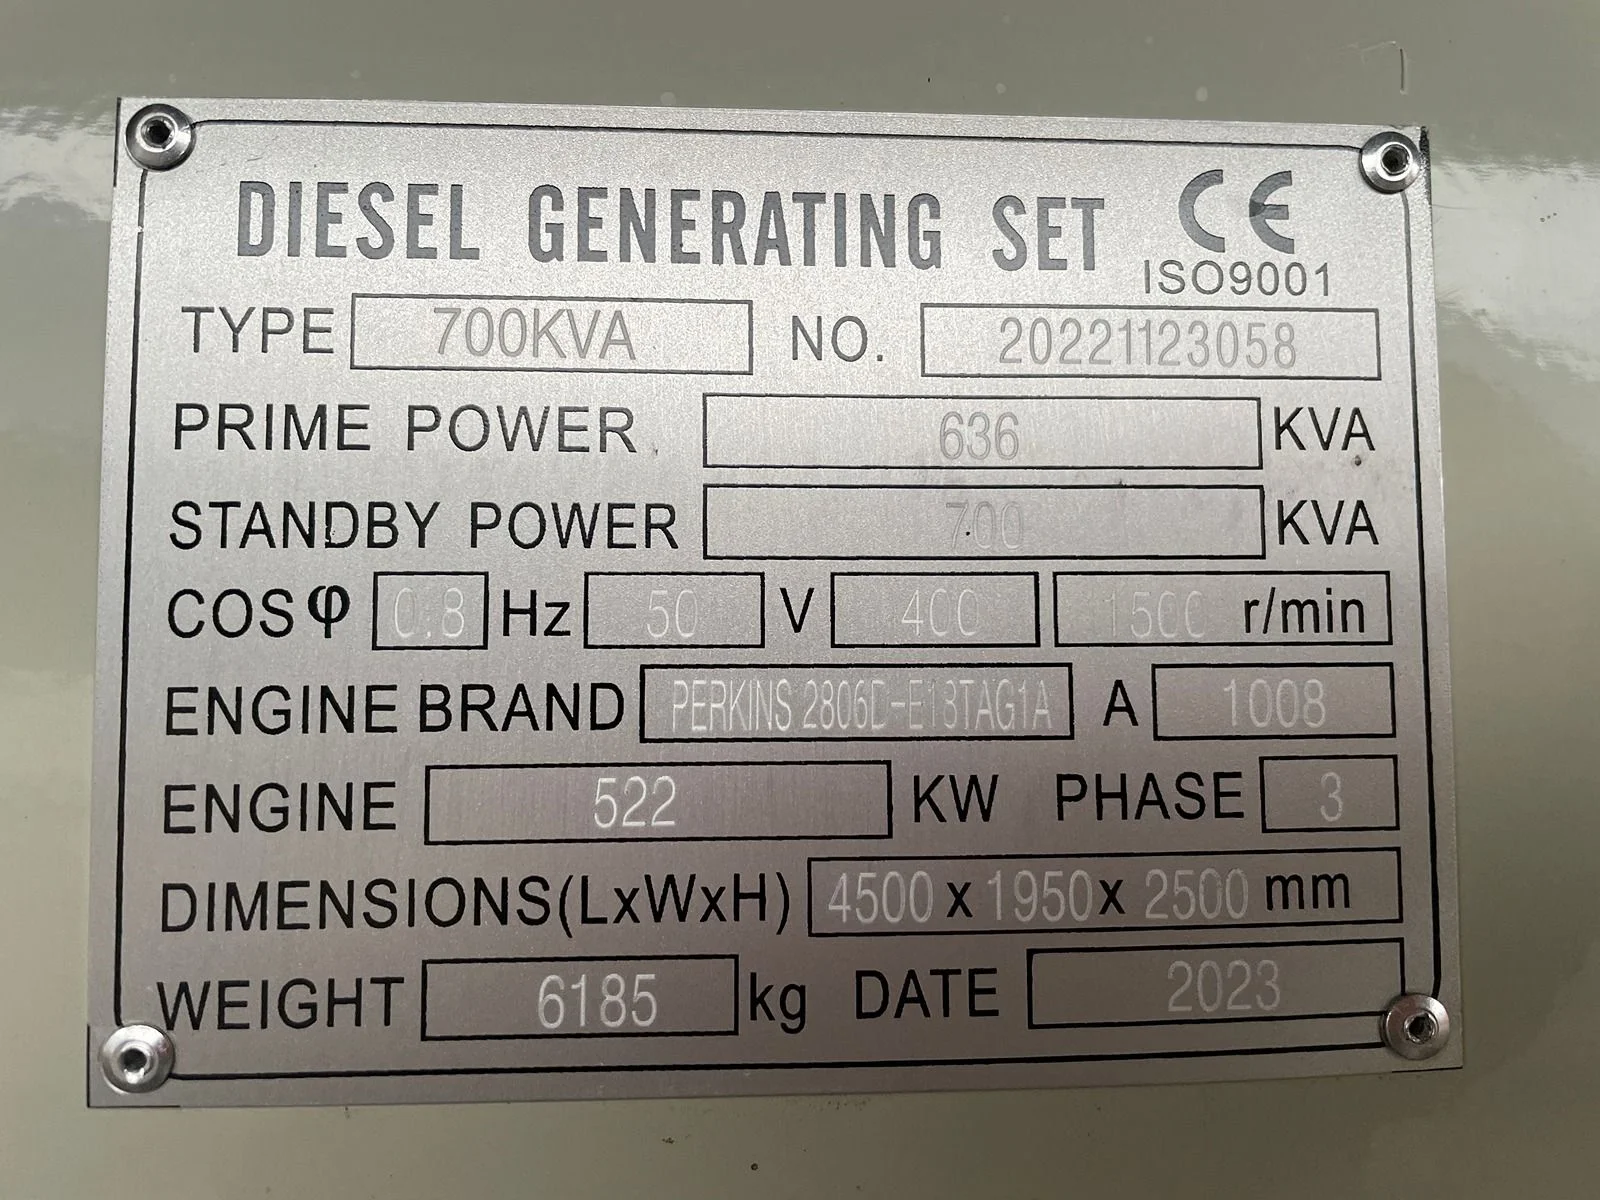 DIESEL GENERATING SET CE
ISO9001
TYPE 700KVA NO. 20221123058
PRIME POWER 636 KVA
STANDBY POWER 700 KVA
COSφ 0.8 Hz 50 V 400 1500 r/min
ENGINE BRAND PERKINS 2806D-E18TAG1A A 1008
ENGINE 522 KW PHASE 3
DIMENSIONS(LxWxH) 4500 x 1950 x 2500 mm
WEIGHT 6185 kg DATE 2023